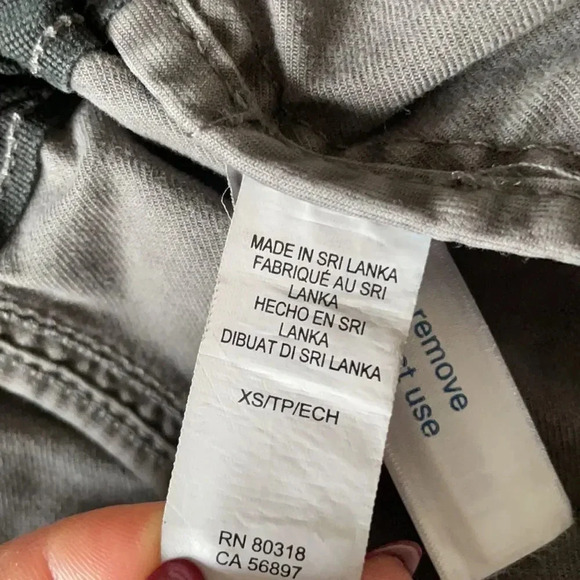 MADE IN SRI LANKA
FABRIQUÉ AU SRI
LANKA
HECHO EN SRI
LANKA
DIBUAT DI SRI LANKA
XS/TP/ECH
RN 80318
CA 56897
remove
use